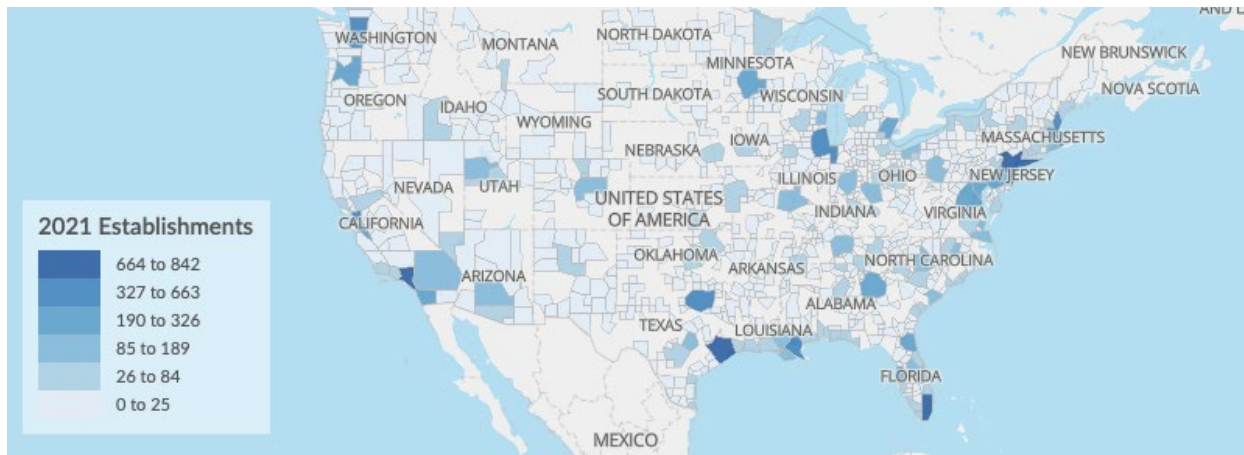 AND L
WASHINGTON
MONTANA
NORTH DAKOTA
NEW BRUNSWICK
MINNESOTA
NOVA SCOTIA
OREGON
IDAHO
SOUTH DAKOTA
WISCONSIN
WYOMING
MASSACHUSETTS
NEBRASKA
IOWA
NEVADA
UTAH
UNITED STATES
OF AMERICA
ILLINOIS
OHIO
NEW JERSEY
INDIANA
VIRGINIA
CALIFORNIA
OKLAHOMA
ARKANSAS
NORTH CAROLINA
ARIZONA
ALABAMA
TEXAS
LOUISIANA
FLORIDA
MEXICO
2021 Establishments
664 to 842
327 to 663
190 to 326
85 to 189
26 to 84
0 to 25